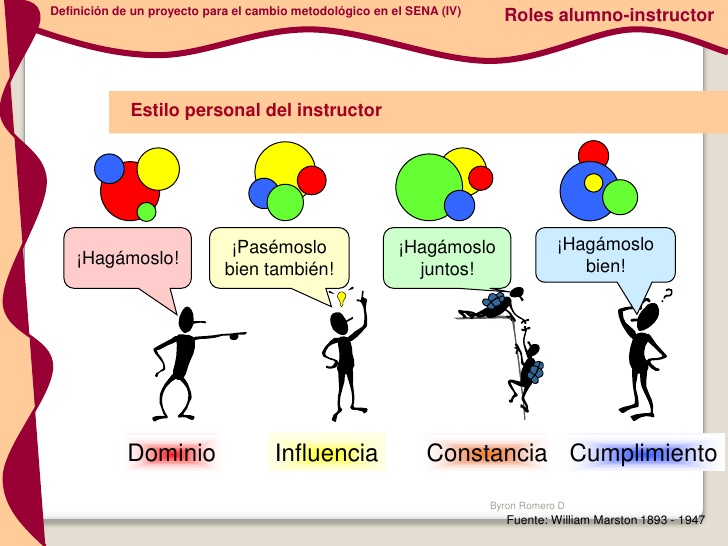 Definición de un proyecto para el cambio metodológico en el SENA (IV)
Roles alumno-instructor
Estilo personal del instructor
¡Hagámoslo!
¡Pasémoslo
bien también!
¡Hagámoslo
juntos!
¡Hagámoslo
bien!
?
Dominio
Influencia
Constancia
Cumplimiento
Byron Romero D
Fuente: William Marston 1893 - 1947